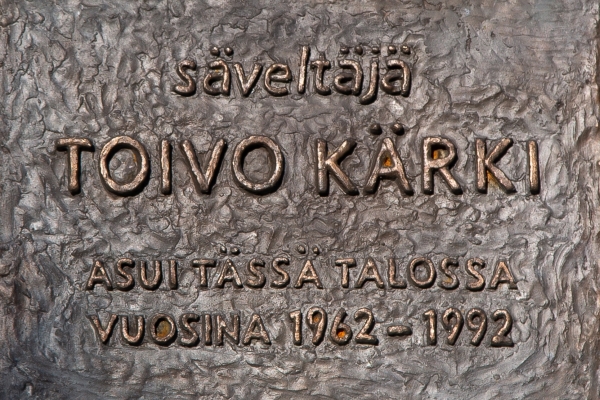 säveltäjä
TOIVO KÄRKI
ASUI TÄSSÄ TALOSSA
VUOSINA 1962 – 1992